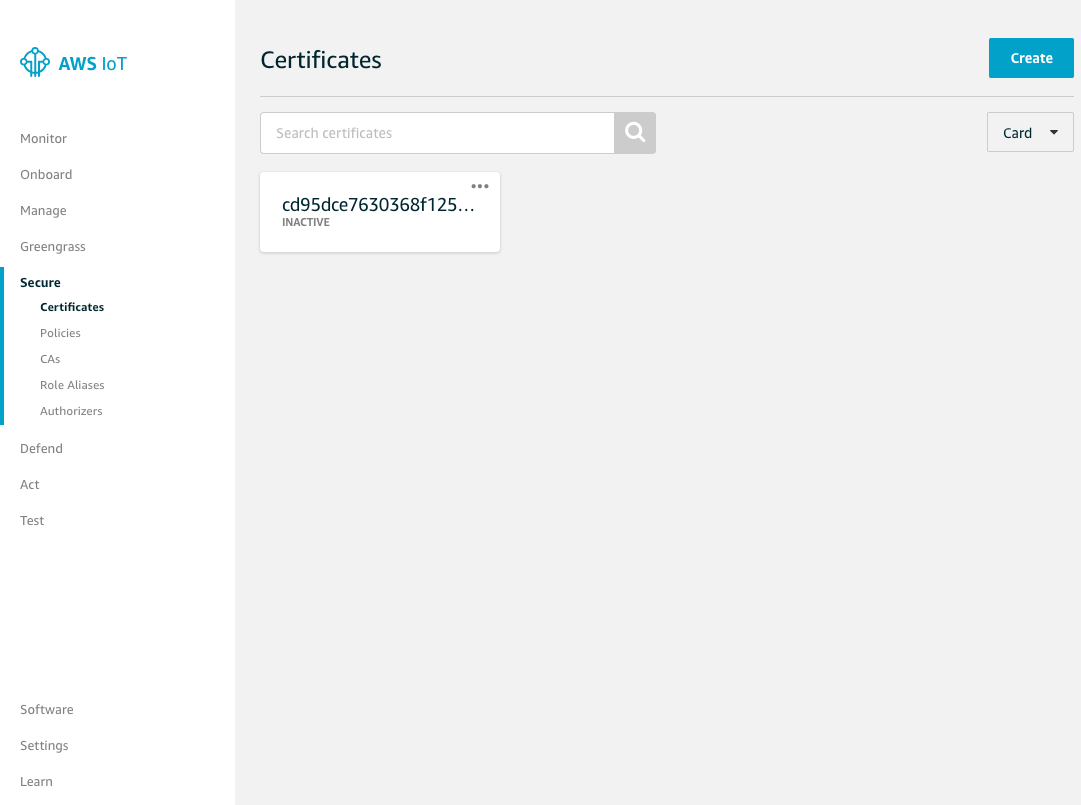 AWS IoT
Monitor
Onboard
Manage
Greengrass
Secure
Certificates
Policies
CAs
Role Aliases
Authorizers
Defend
Act
Test
Software
Settings
Learn
Certificates
Create
Search certificates
Card
cd95dce7630368f125...
INACTIVE